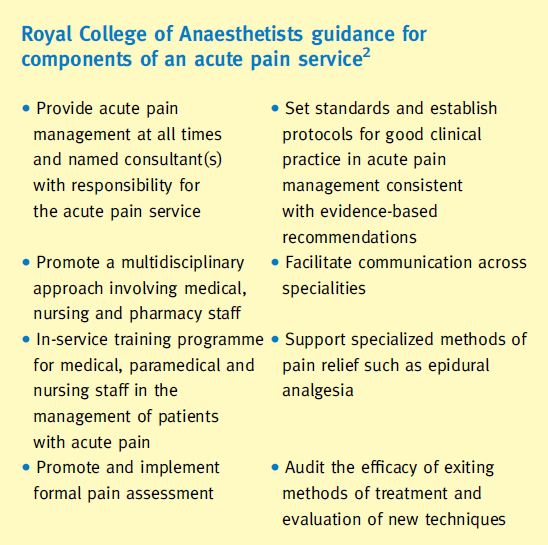 Royal College of Anaesthetists guidance for
components of an acute pain service2
• Provide acute pain
management at all times
and named consultant(s)
with responsibility for
the acute pain service
• Set standards and establish
protocols for good clinical
practice in acute pain
management consistent
with evidence-based
recommendations
• Promote a multidisciplinary
approach involving medical,
nursing and pharmacy staff
• Facilitate communication across
specialities
• In-service training programme
for medical, paramedical and
nursing staff in the
management of patients
with acute pain
• Support specialized methods of
pain relief such as epidural
analgesia
• Promote and implement
formal pain assessment
• Audit the efficacy of exiting
methods of treatment and
evaluation of new techniques